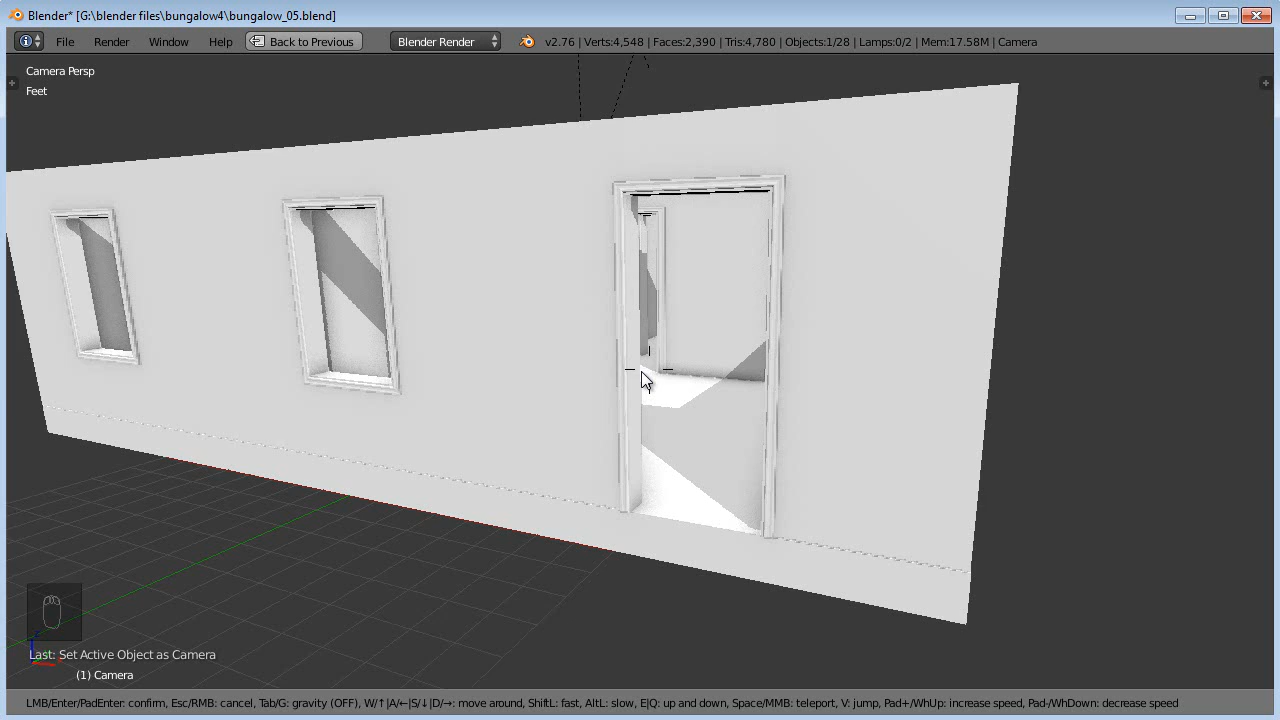 Blender* [G:\blender files\bungalow4\bungalow_05.blend]
File Render Window Help Back to Previous Blender Render v2.76 | Verts:4,548 | Faces:2,390 | Tris:4,780 | Objects:1/28 | Lamps:0/2 | Mem:17.58M | Camera
Camera Persp
Feet
Last: Set Active Object as Camera
(1) Camera
LMB/Enter/PadEnter: confirm, Esc/RMB: cancel, Tab/G: gravity (OFF), W/↑|A/←|S/↓|D/→: move around, ShiftL: fast, AltL: slow, E|Q: up and down, Space/MMB: teleport, V: jump, Pad+/WhUp: increase speed, Pad-/WhDown: decrease speed